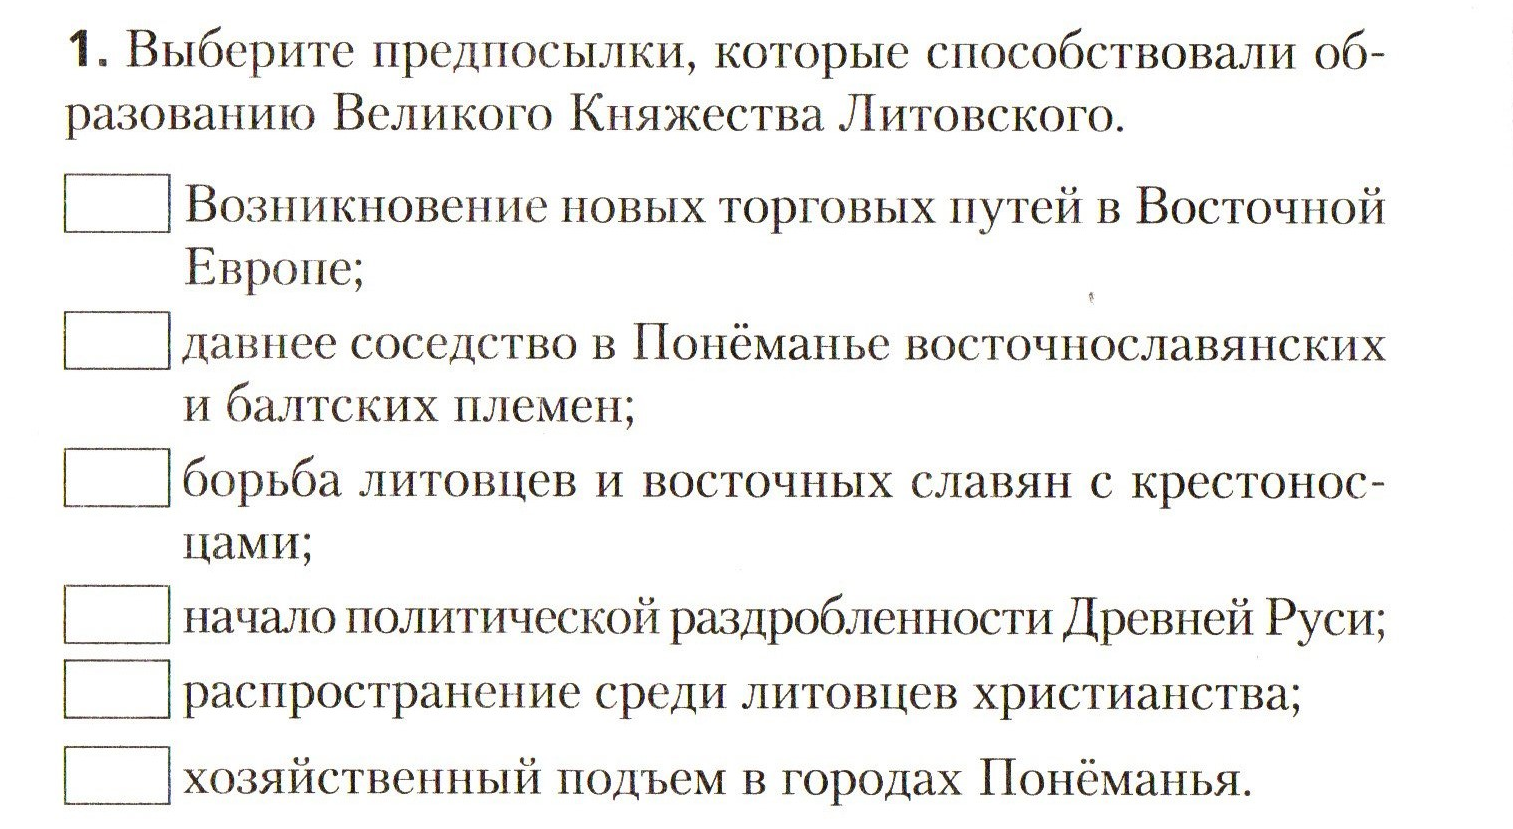 1. Выберите предпосылки, которые способствовали об-
разованию Великого Княжества Литовского.
Возникновение новых торговых путей в Восточной
Европе;
давнее соседство в Понёманье восточнославянских
и балтских племен;
борьба литовцев и восточных славян с крестонос-
цами;
начало политической раздробленности Древней Руси;
распространение среди литовцев христианства;
хозяйственный подъем в городах Понёманья.